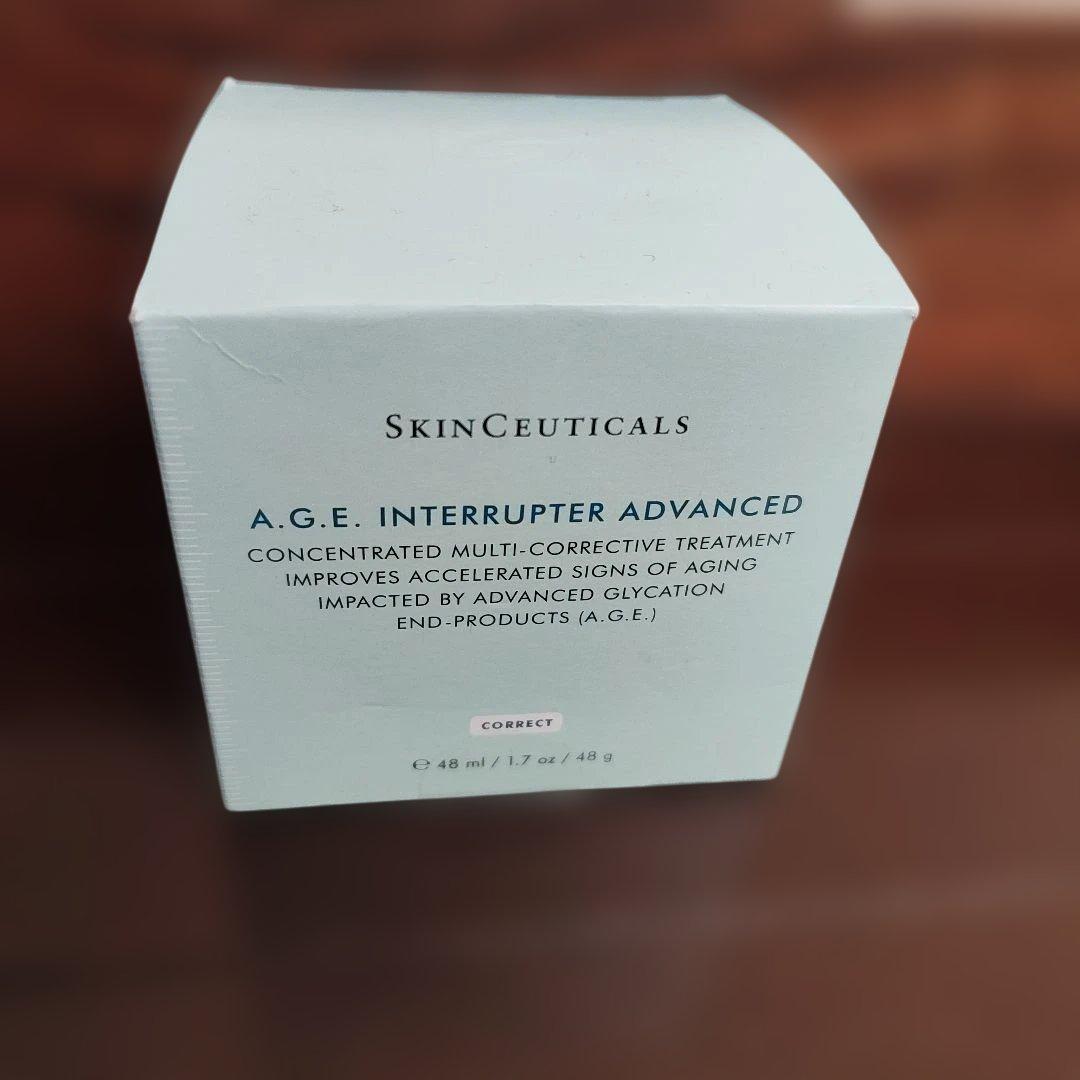 SKINCEUTICALS
A.G.E. INTERRUPTER ADVANCED
CONCENTRATED MULTI-CORRECTIVE TREATMENT
IMPROVES ACCELERATED SIGNS OF AGING
IMPACTED BY ADVANCED GLYCATION
END-PRODUCTS (A.G.E.)
CORRECT
℮ 48 ml / 1.7 oz / 48 g